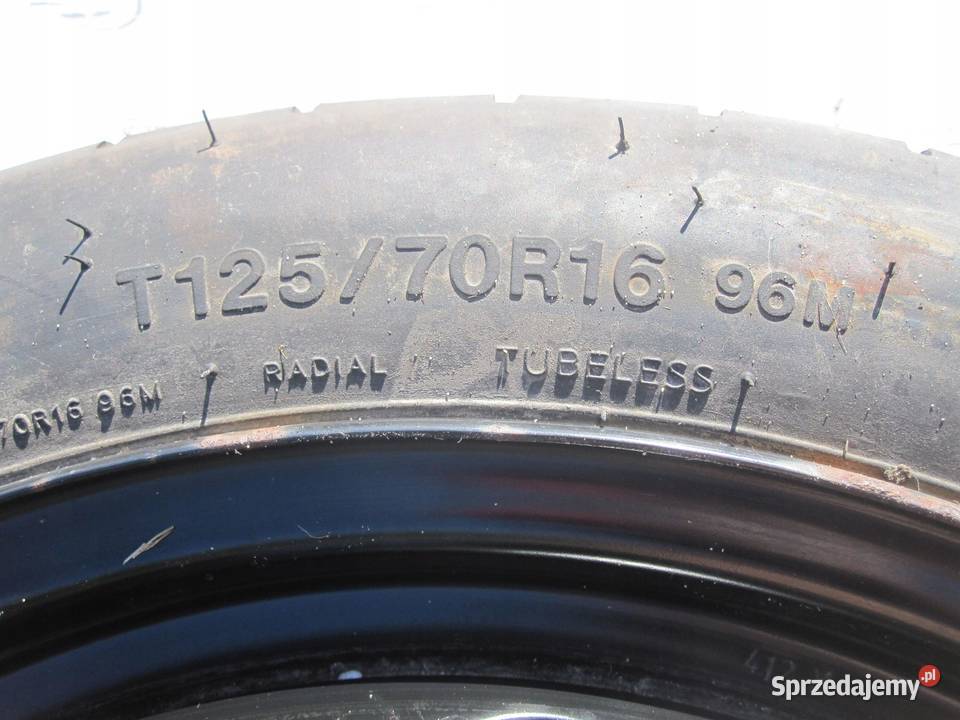 T125/70R16 96M
70R16 96M RADIAL TUBELESS
Sprzedajemy.pl